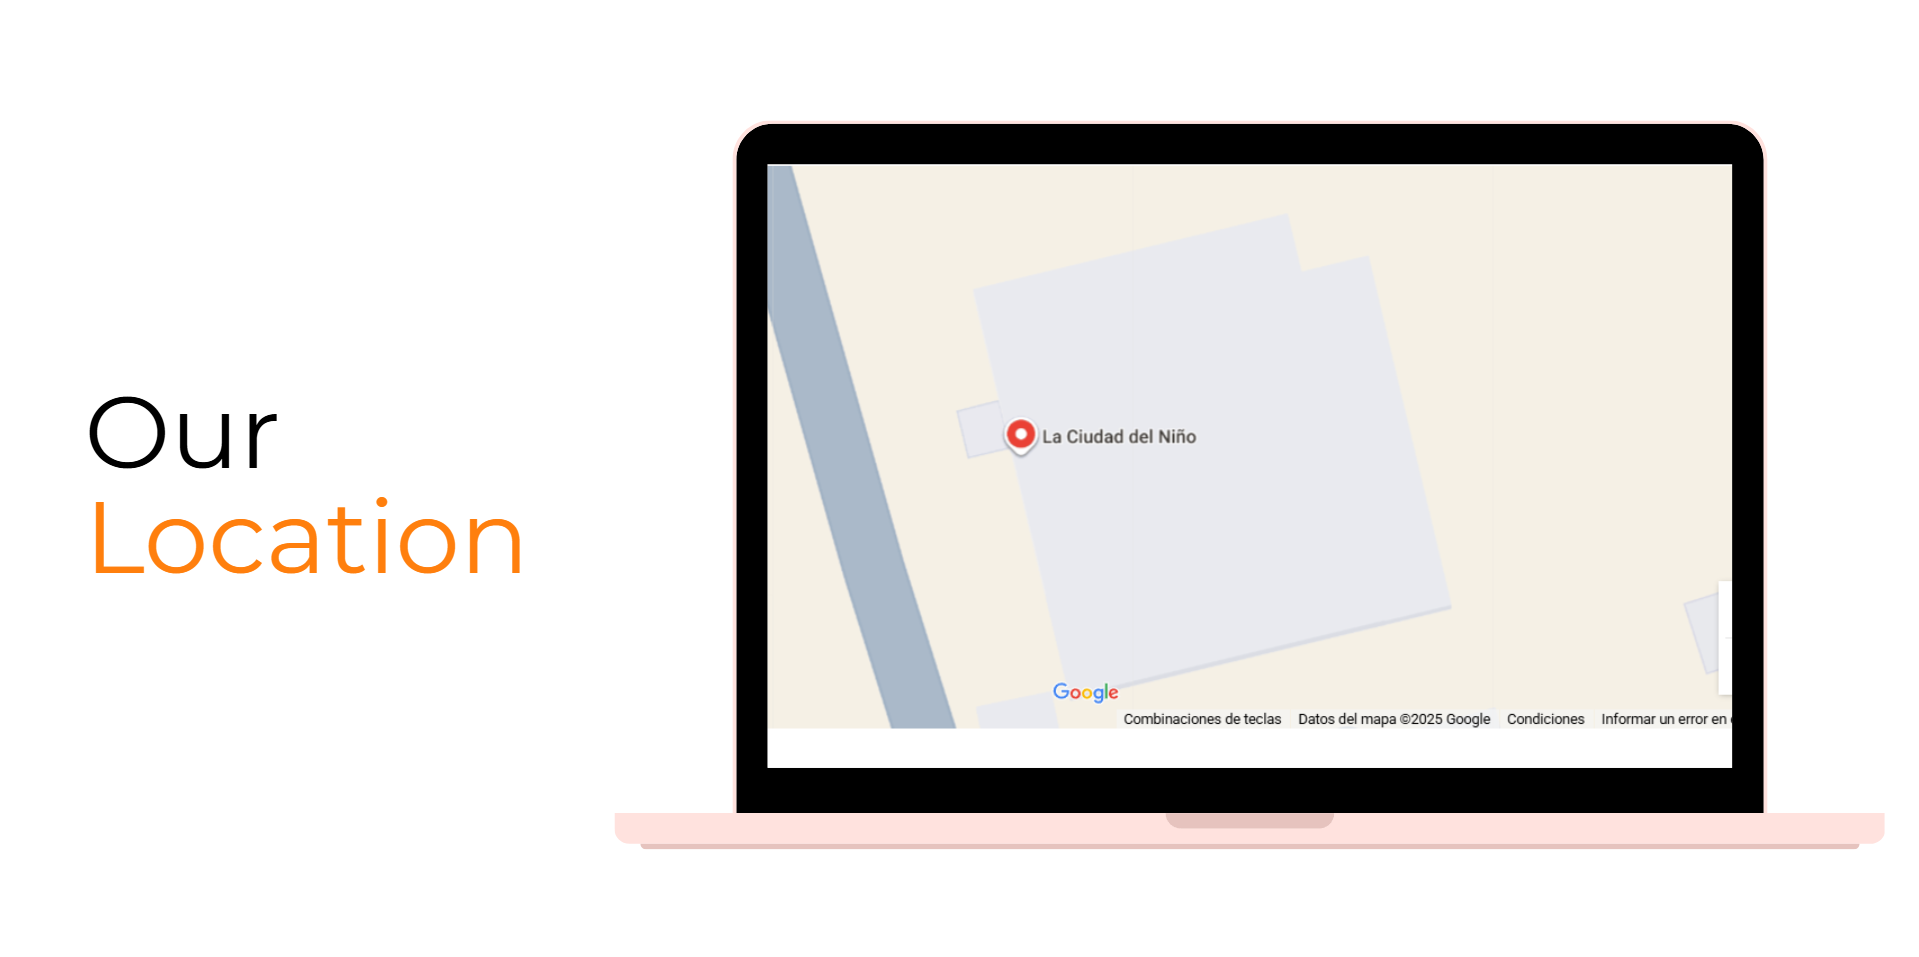 Our
Location
La Ciudad del Niño
Google
Combinaciones de teclas Datos del mapa ©2025 Google Condiciones Informar un error en